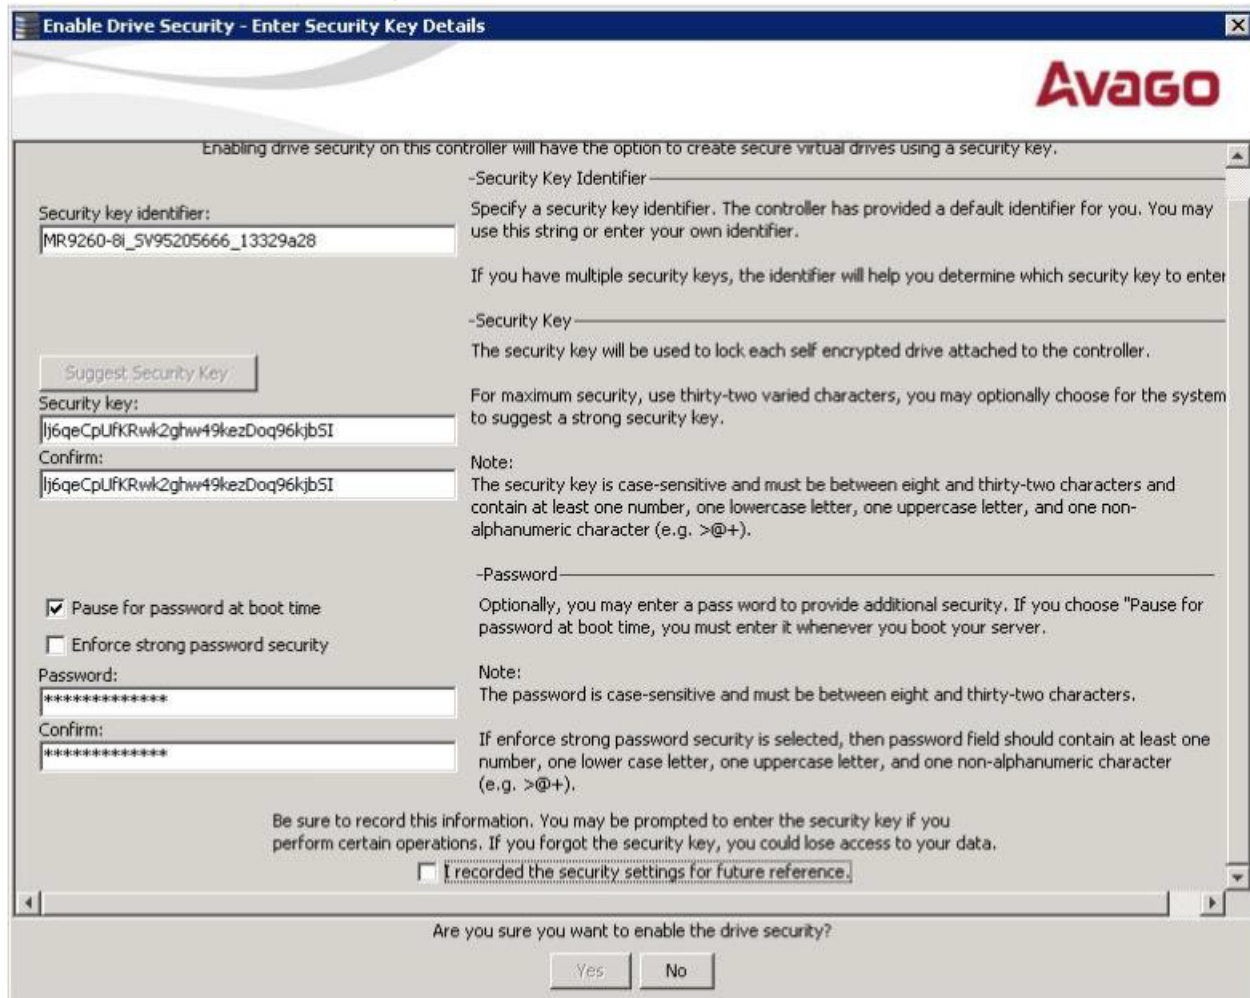 Enable Drive Security - Enter Security Key Details
AVAGO
Enabling drive security on this controller will have the option to create secure virtual drives using a security key.
Security Key Identifier
Security key identifier:
MR9260-8i_SV95205666_13329a28
Specify a security key identifier. The controller has provided a default identifier for you. You may
use this string or enter your own identifier.
If you have multiple security keys, the identifier will help you determine which security key to enter
Security Key
The security key will be used to lock each self encrypted drive attached to the controller.
Suggest Security Key
For maximum security, use thirty-two varied characters, you may optionally choose for the system
to suggest a strong security key.
Security key:
lj6qeCpUfKRwk2ghw49kezDoq96kjbSI
Confirm:
lj6qeCpUfKRwk2ghw49kezDoq96kjbSI
Note:
The security key is case-sensitive and must be between eight and thirty-two characters and
contain at least one number, one lowercase letter, one uppercase letter, and one non-
alphanumeric character (e.g. >@+).
Password
Pause for password at boot time
Enforce strong password security
Optionally, you may enter a pass word to provide additional security. If you choose "Pause for
password at boot time, you must enter it whenever you boot your server.
Password:
*************
Confirm:
*************
Note:
The password is case-sensitive and must be between eight and thirty-two characters.
If enforce strong password security is selected, then password field should contain at least one
number, one lower case letter, one uppercase letter, and one non-alphanumeric character
(e.g. >@+).
Be sure to record this information. You may be prompted to enter the security key if you
perform certain operations. If you forgot the security key, you could lose access to your data.
I recorded the security settings for future reference.
Are you sure you want to enable the drive security?
Yes
No